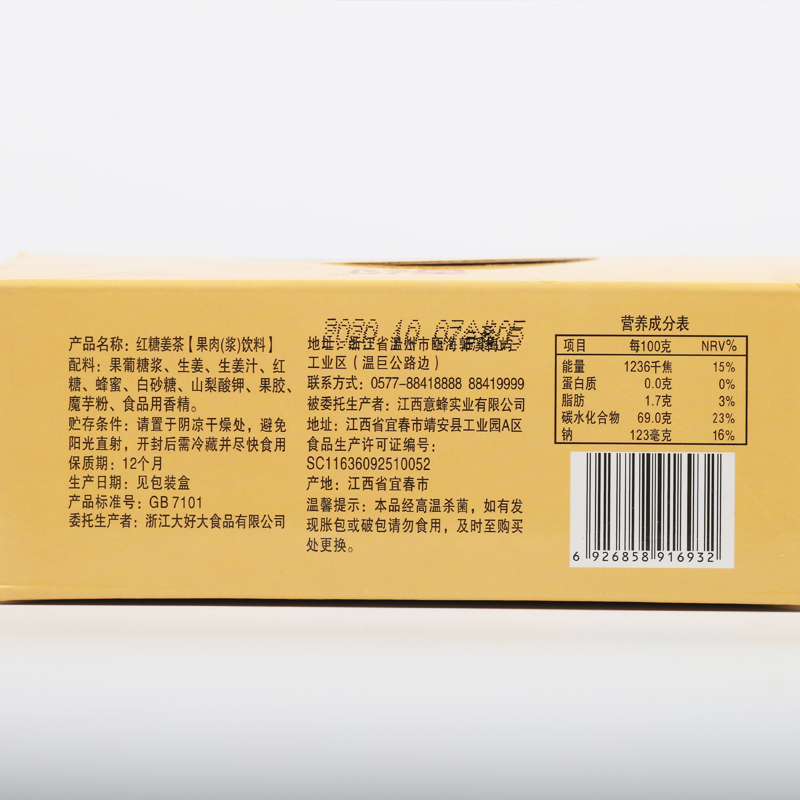 产品名称：红糖姜茶【果肉(浆)饮料】
配料：果葡糖浆、生姜、生姜汁、红
糖、蜂蜜、白砂糖、山梨酸钾、果胶、
魔芋粉、食品用香精。
贮存条件：请置于阴凉干燥处，避免
阳光直射，开封后需冷藏并尽快食用
保质期：12个月
生产日期：见包装盒
产品标准号：GB 7101
委托生产者：浙江大好大食品有限公司
地址：浙江省温州市瓯海
工业区（温巨公路边）
联系方式：0577-88418888 88419999
被委托生产者：江西意蜂实业有限公司
地址：江西省宜春市靖安县工业园A区
食品生产许可证编号：
SC11636092510052
产地：江西省宜春市
温馨提示：本品经高温杀菌，如有发
现胀包或破包请勿食用，及时至购买
处更换。
营养成分表
项目 每100克 NRV%
能量 1236千焦 15%
蛋白质 0.0克 0%
脂肪 1.7克 3%
碳水化合物 69.0克 23%
钠 123毫克 16%
6 926858 916932